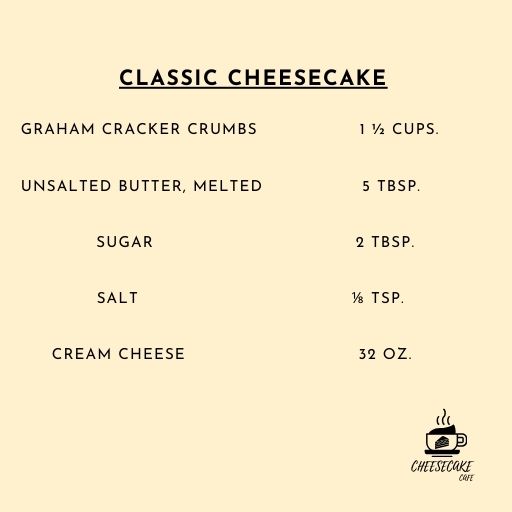 CLASSIC CHEESECAKE
GRAHAM CRACKER CRUMBS 1 ½ CUPS.
UNSALTED BUTTER, MELTED 5 TBSP.
SUGAR 2 TBSP.
SALT ⅛ TSP.
CREAM CHEESE 32 OZ.
CHEESECAKE
CAFE